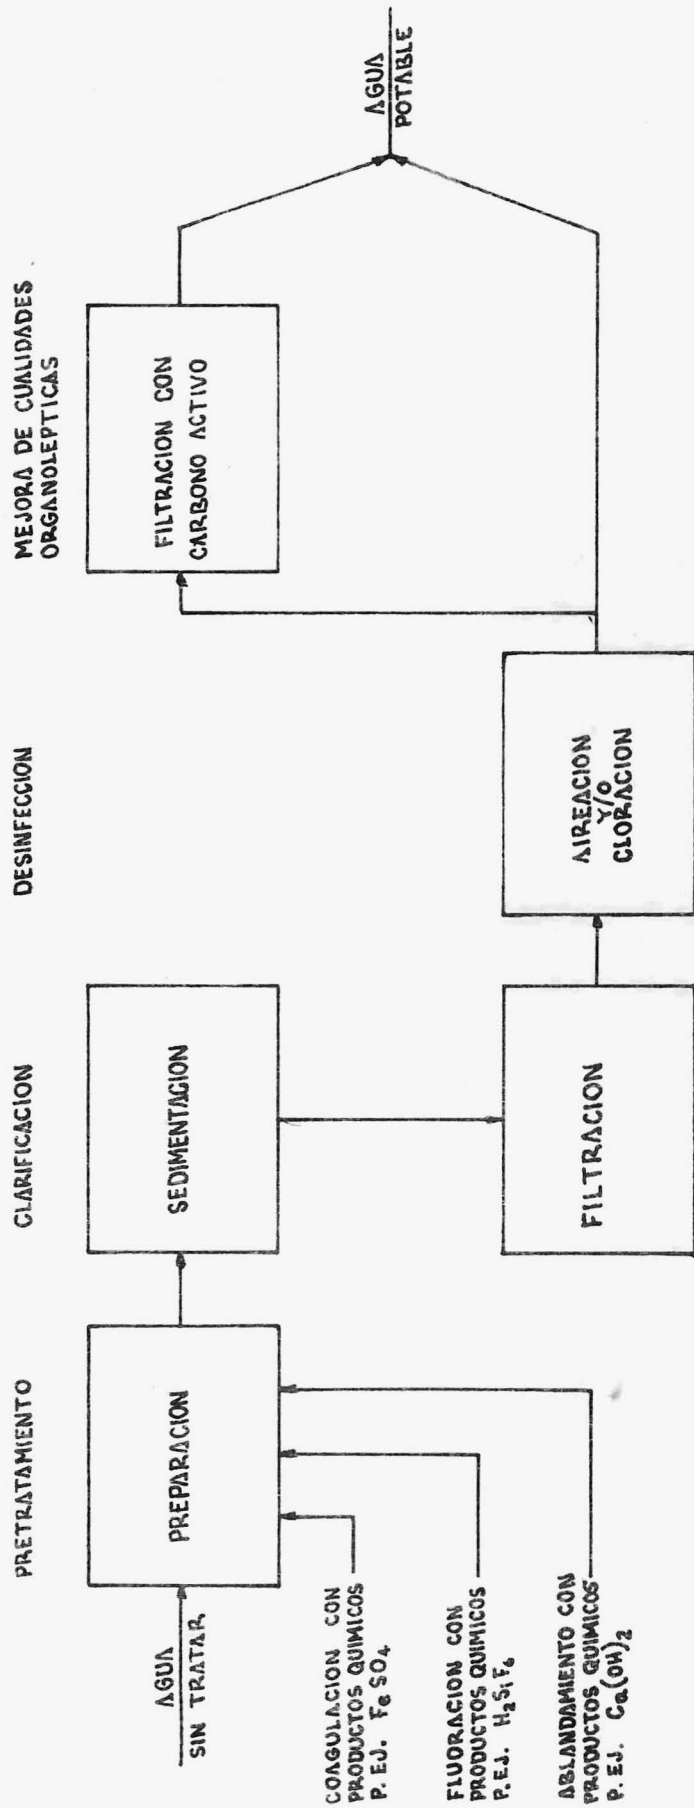 PRETRATAMIENTO
CLARIFICACION
DESINFECCION
MEJORA DE CUALIDADES
ORGANOLEPTICAS
AGUA
SIN TRATAR
PREPARACION
SEDIMENTACION
FILTRACION CON
CARBONO ACTIVO
AGUA
POTABLE
COAGULACION CON
PRODUCTOS QUIMICOS
P.EJ. FeSO4
FLUORACION CON
PRODUCTOS QUIMICOS
P.EJ. H2SiF6
ABLANDAMIENTO CON
PRODUCTOS QUIMICOS
P.EJ. Ca(OH)2
FILTRACION
AIREACION
Y/O
CLORACION